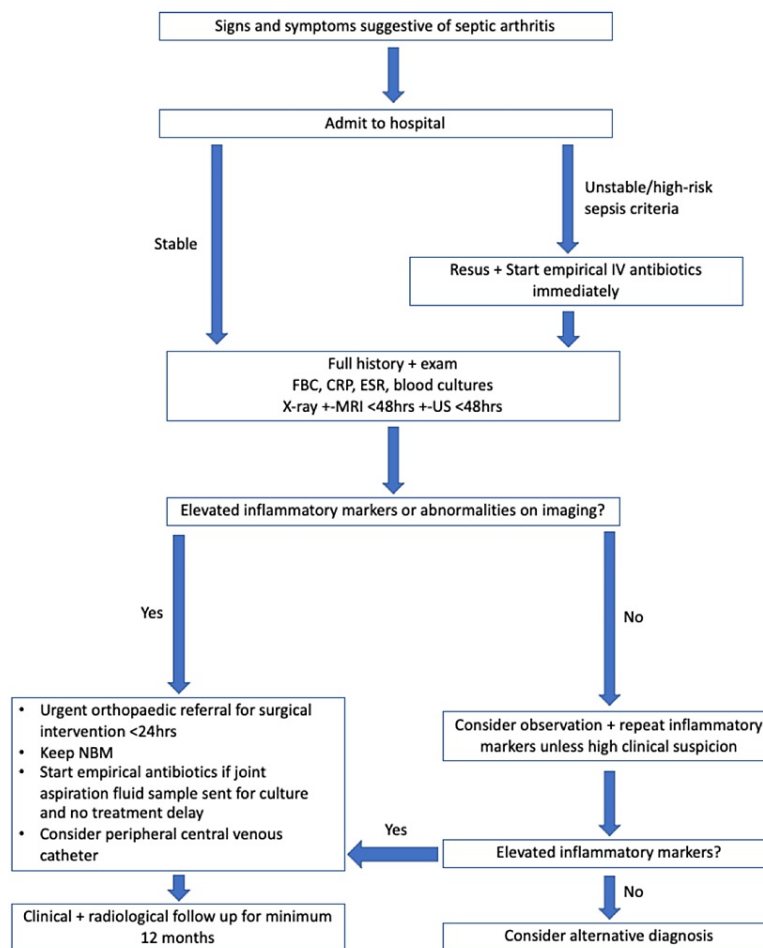 Signs and symptoms suggestive of septic arthritis
Admit to hospital
Stable
Unstable/high-risk
sepsis criteria
Resus + Start empirical IV antibiotics
immediately
Full history + exam
FBC, CRP, ESR, blood cultures
X-ray +-MRI <48hrs +-US <48hrs
Elevated inflammatory markers or abnormalities on imaging?
Yes
No
• Urgent orthopaedic referral for surgical
intervention <24hrs
• Keep NBM
• Start empirical antibiotics if joint
aspiration fluid sample sent for culture
and no treatment delay
• Consider peripheral central venous
catheter
Consider observation + repeat inflammatory
markers unless high clinical suspicion
Yes
Elevated inflammatory markers?
No
Clinical + radiological follow up for minimum
12 months
Consider alternative diagnosis